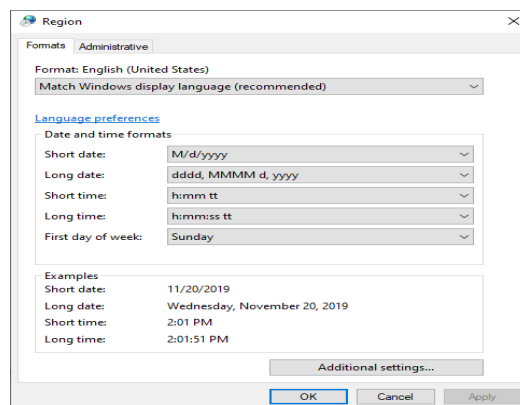 Region
Formats Administrative
Format: English (United States)
Match Windows display language (recommended)
Language preferences
Date and time formats
Short date: M/d/yyyy
Long date: dddd, MMMM d, yyyy
Short time: h:mm tt
Long time: h:mm:ss tt
First day of week: Sunday
Examples
Short date: 11/20/2019
Long date: Wednesday, November 20, 2019
Short time: 2:01 PM
Long time: 2:01:51 PM
Additional settings...
OK Cancel Apply